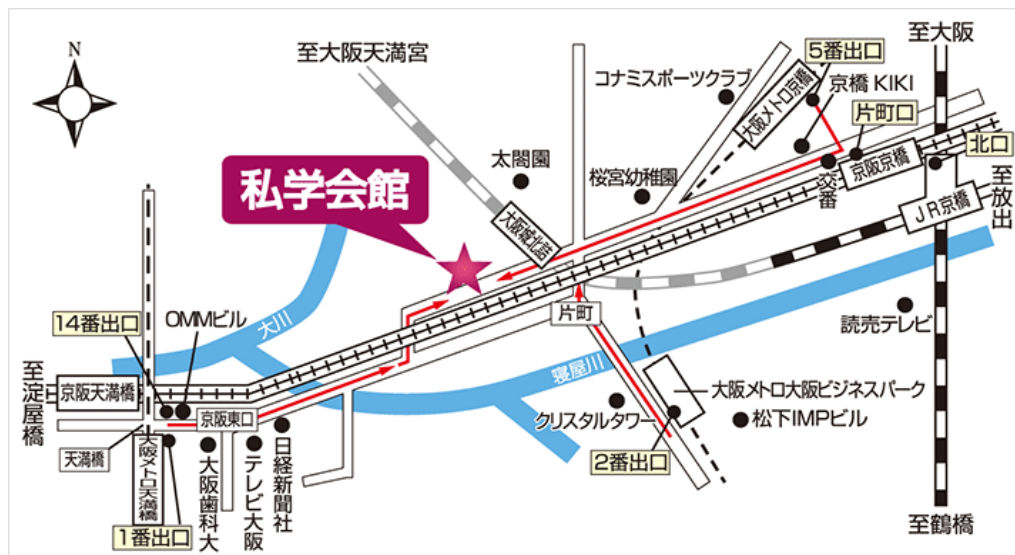 N
至大阪天満宮
至大阪
5番出口
コナミスポーツクラブ
大阪メトロ京橋
京橋KIKI
片町口
北口
太閤園
桜宮幼稚園
交番
京阪京橋
至放出
JR京橋
私学会館
大阪城北詰
14番出口
OMMビル
大川
片町
読売テレビ
寝屋川
至淀屋橋
京阪天満橋
京阪東口
大阪メトロ大阪ビジネスパーク
クリスタルタワー
松下IMPビル
天満橋
大阪メトロ天満橋
2番出口
1番出口
大阪歯科大
テレビ大阪
日経新聞社
至鶴橋